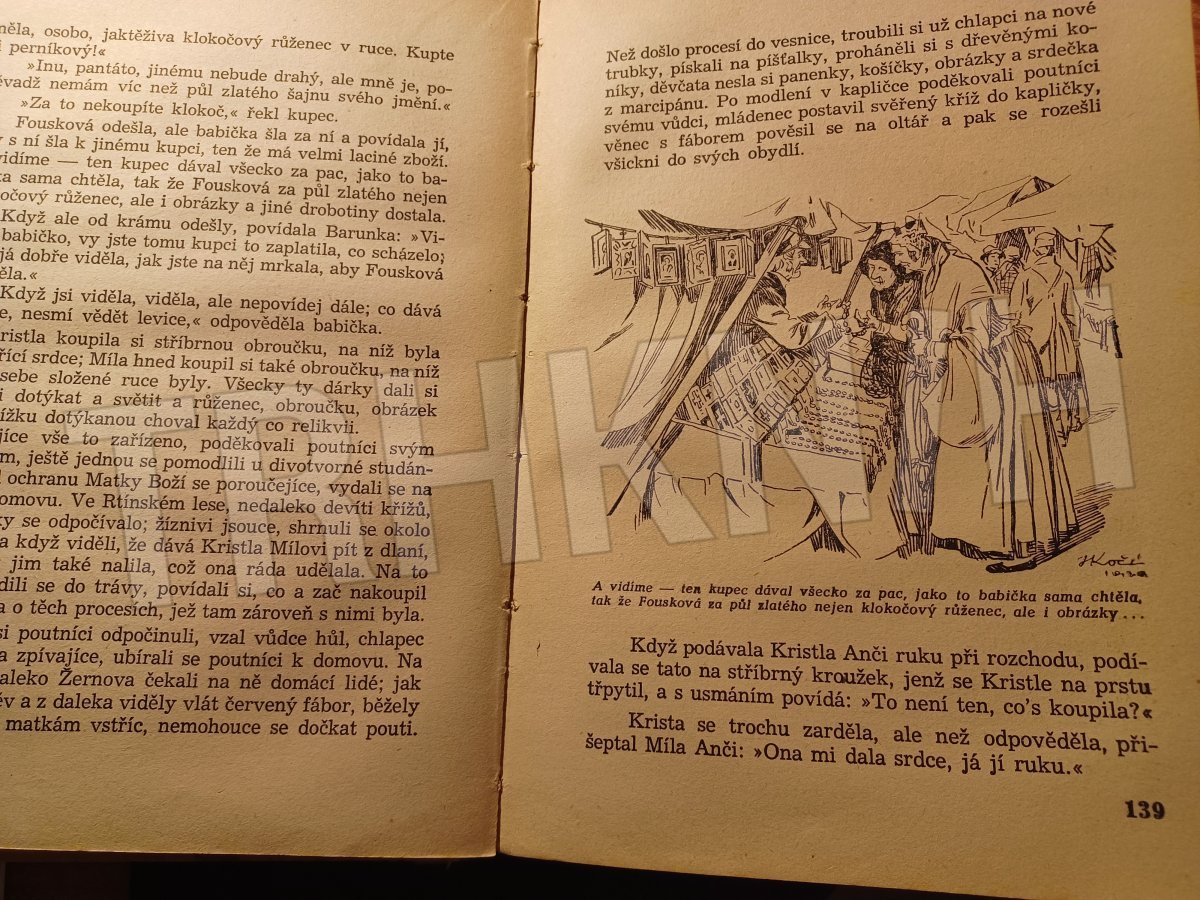 něla, osobo, jaktěživa klokočový růženec v ruce. Kupte
i perníkový!«
»Inu, pantáto, jinému nebude drahý, ale mně je, po-
ěvadž nemám víc než půl zlatého šajnu svého jmění.«
»Za to nekoupíte klokoč,« řekl kupec.
Fousková odešla, ale babička šla za ní a povídala jí,
y s ní šla k jinému kupci, ten že má velmi laciné zboží.
vidíme — ten kupec dával všecko za pac, jako to ba-
ka sama chtěla, tak že Fousková za půl zlatého nejen
očový růženec, ale i obrázky a jiné drobotiny dostala.
Když ale od krámu odešly, povídala Barunka: »Vi-
babičko, vy jste tomu kupci to zaplatila, co scházelo;
já dobře viděla, jak jste na něj mrkala, aby Fousková
ěla.«
Když jsi viděla, viděla, ale nepovídej dále; co dává
e, nesmí vědět levice,« odpověděla babička.
ristla koupila si stříbrnou obroučku, na níž byla
řící srdce; Míla hned koupil si také obroučku, na níž
sebe složené ruce byly. Všecky ty dárky dali si
i dotýkat a světit a růženec, obroučku, obrázek
ížku dotýkanou choval každý co relikvii.
jíce vše to zařízeno, poděkovali poutníci svým
m, ještě jednou se pomodlili u divotvorné studán-
ochranu Matky Boží se poroučejíce, vydali se na
omovu. Ve Rtínském lese, nedaleko devíti křížů,
ky se odpočívalo; žíznivi jsouce, shrnuli se okolo
a když viděli, že dává Kristla Mílovi pít z dlaní,
jim také nalila, což ona ráda udělala. Na to
dili se do trávy, povídali si, co a zač nakoupil
a o těch procesích, jež tam zároveň s nimi byla.
si poutníci odpočinuli, vzal vůdce hůl, chlapec
a zpívajíce, ubírali se poutníci k domovu. Na
aleko Žernova čekali na ně domácí lidé; jak
ěv a z daleka viděly vlát červený fábor, běžely
matkám vstříc, nemohouce se dočkat pouti.
Než došlo procesí do vesnice, troubili si už chlapci na nové
trubky, pískali na píšťalky, proháněli si s dřevěnými ko-
níky, děvčata nesla si panenky, košíčky, obrázky a srdečka
z marcipánu. Po modlení v kapličce poděkovali poutníci
svému vůdci, mládenec postavil svěřený kříž do kapličky,
věnec s fáborem pověsil se na oltář a pak se rozešli
všickni do svých obydlí.
A vidíme — ten kupec dával všecko za pac, jako to babička sama chtěla,
tak že Fousková za půl zlatého nejen klokočový růženec, ale i obrázky ...
Když podávala Kristla Anči ruku při rozchodu, podí-
vala se tato na stříbrný kroužek, jenž se Kristle na prstu
třpytil, a s usmáním povídá: »To není ten, co's koupila?«
Krista se trochu zarděla, ale než odpověděla, při-
šeptal Míla Anči: »Ona mi dala srdce, já jí ruku.«
139
TRHKNIH